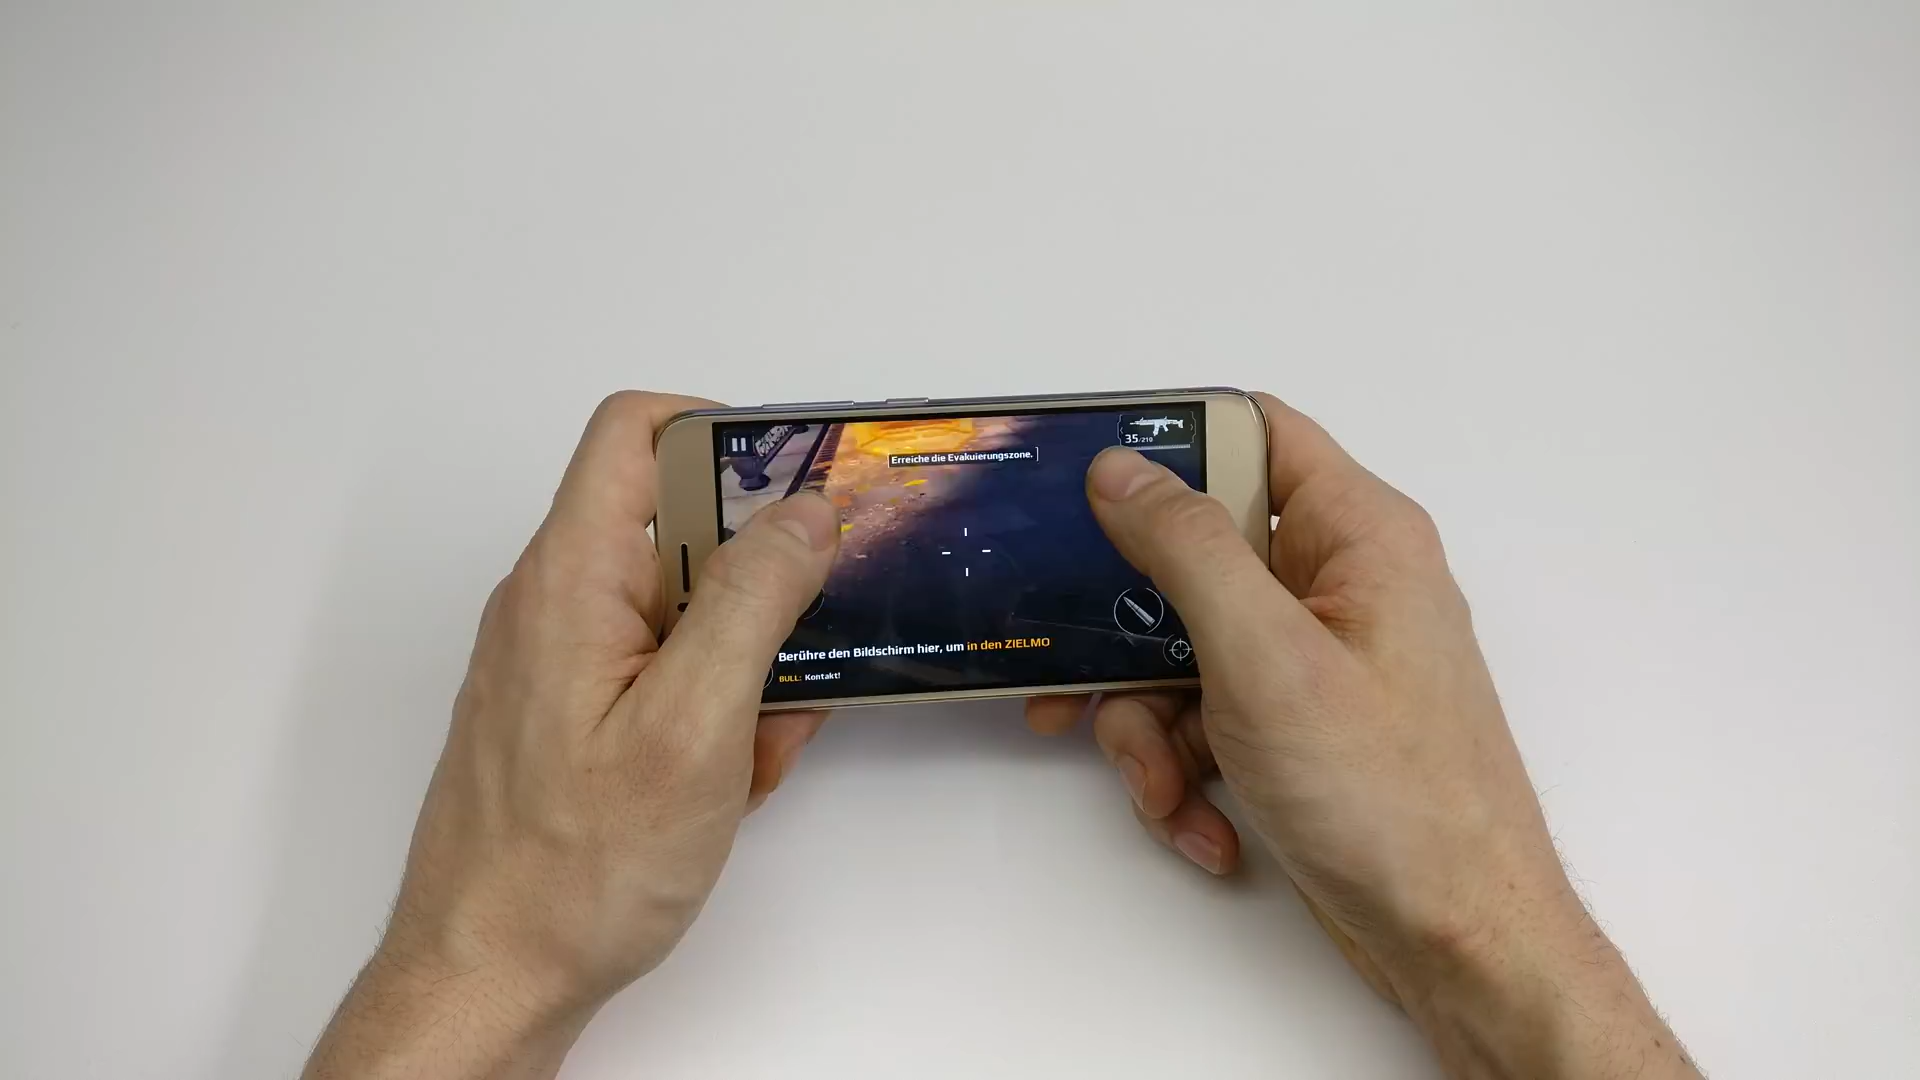 35/210
Erreiche die Evakuierungszone.
Berühre den Bildschirm hier, um in den ZIELMO
BULL: Kontakt!